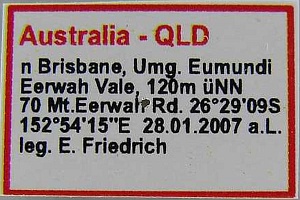 Australia - QLD
n Brisbane, Umg. Eumundi
Eerwah Vale, 120m üNN
70 Mt.Eerwah Rd. 26°29'09S
152°54'15"E 28.01.2007 a.L.
leg. E. Friedrich